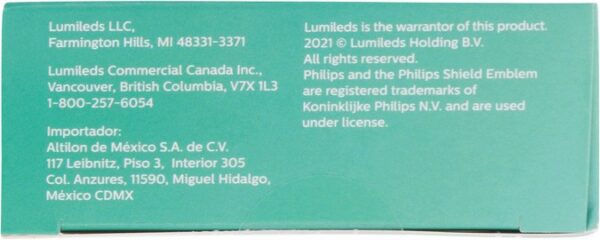 Lumileds LLC,
Farmington Hills, MI 48331-3371
Lumileds Commercial Canada Inc.,
Vancouver, British Columbia, V7X 1L3
1-800-257-6054
Importador:
Altilon de México S.A. de C.V.
117 Leibnitz, Piso 3, Interior 305
Col. Anzures, 11590, Miguel Hidalgo,
México CDMX
Lumileds is the warrantor of this product.
2021 © Lumileds Holding B.V.
All rights reserved.
Philips and the Philips Shield Emblem
are registered trademarks of
Koninklijke Philips N.V. and are used
under license.